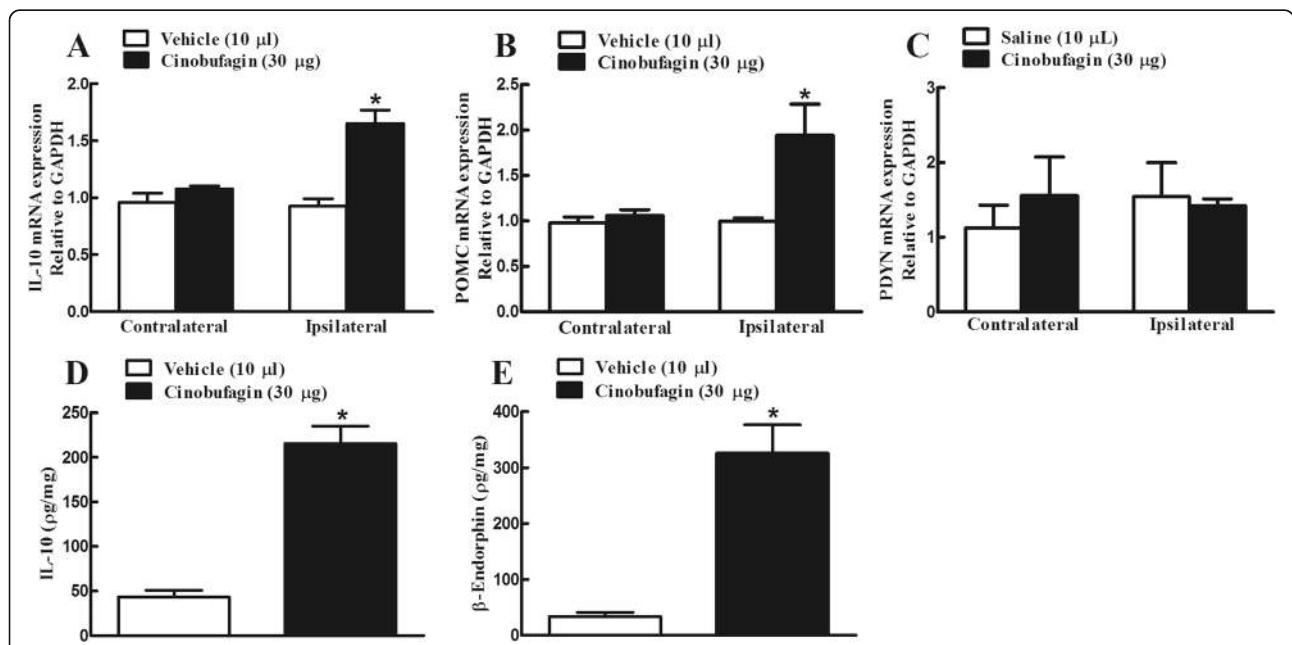 A
Vehicle (10 μl)
Cinobufagin (30 μg)
IL-10 mRNA expression
Relative to GAPDH
2.0
1.5
1.0
0.5
0.0
*
Contralateral
Ipsilateral
B
Vehicle (10 μl)
Cinobufagin (30 μg)
POMC mRNA expression
Relative to GAPDH
2.5
2.0
1.5
1.0
0.5
0.0
*
Contralateral
Ipsilateral
C
Saline (10 μL)
Cinobufagin (30 μg)
PDYN mRNA expression
Relative to GAPDH
3
2
1
0
Contralateral
Ipsilateral
D
Vehicle (10 μl)
Cinobufagin (30 μg)
IL-10 (ρg/mg)
250
200
150
100
50
0
*
E
Vehicle (10 μl)
Cinobufagin (30 μg)
β-Endorphin (ρg/mg)
400
300
200
100
0
*